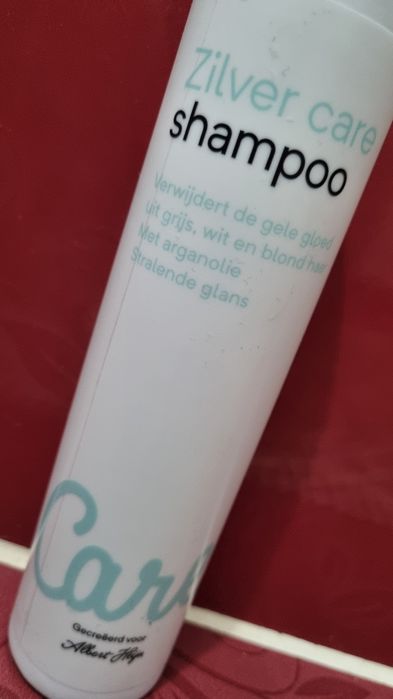 Zilver care
shampoo
Verwijdert de gele gloed
uit grijs, wit en blond haar
Met arganolie
Stralende glans
Care
Gecreëerd voor
Albert Heijn